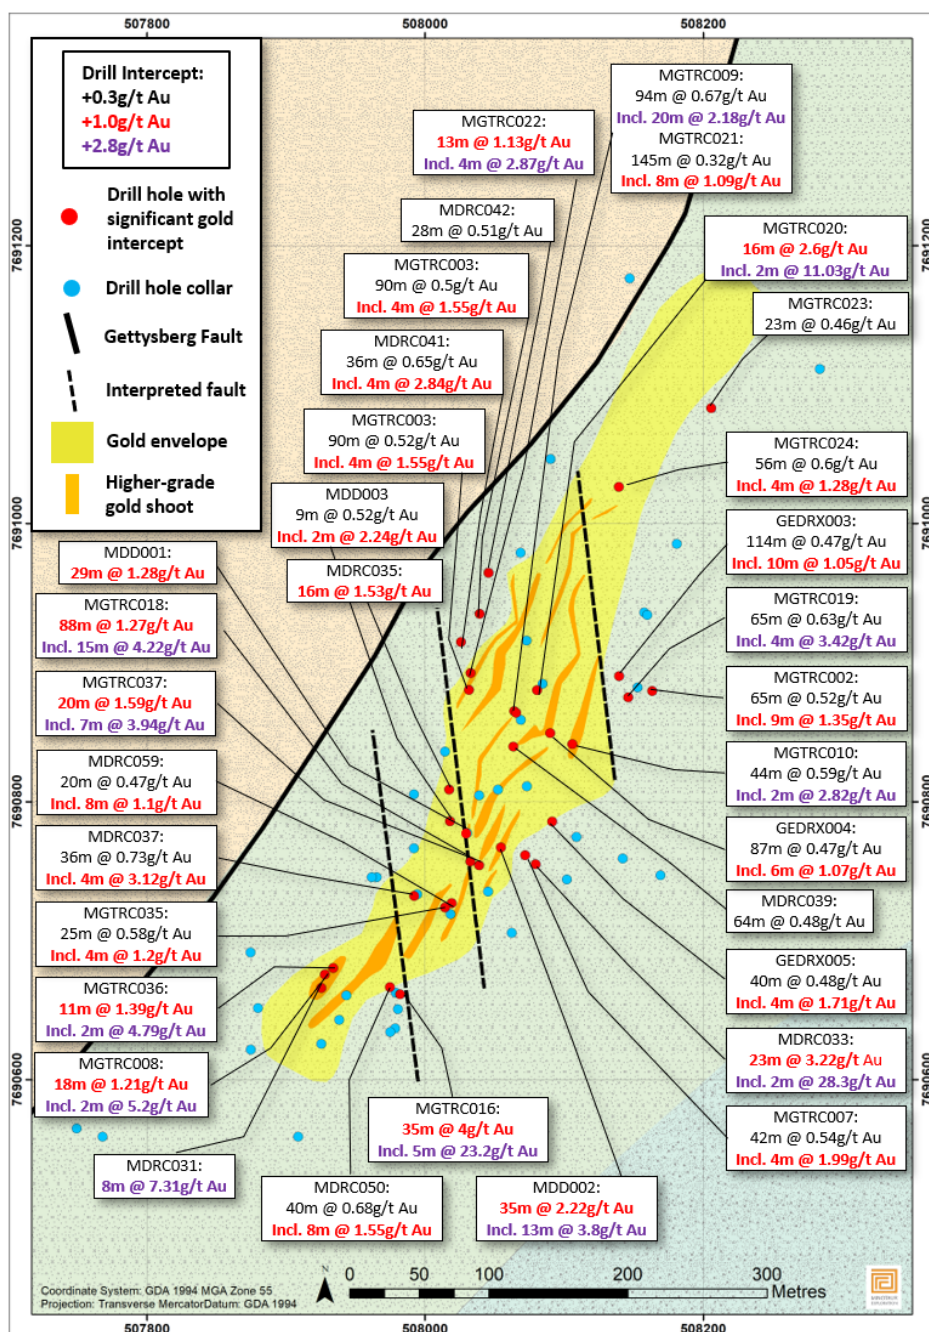 507800
508000
508200
Drill Intercept:
+0.3g/t Au
+1.0g/t Au
+2.8g/t Au
Drill hole with
significant gold
intercept
Drill hole collar
Gettysberg Fault
Interpreted fault
Gold envelope
Higher-grade
gold shoot
MGTRC009:
94m @ 0.67g/t Au
Incl. 20m @ 2.18g/t Au
MGTRC021:
145m @ 0.32g/t Au
Incl. 8m @ 1.09g/t Au
MGTRC022:
13m @ 1.13g/t Au
Incl. 4m @ 2.87g/t Au
MDRC042:
28m @ 0.51g/t Au
MGTRC020:
16m @ 2.6g/t Au
Incl. 2m @ 11.03g/t Au
MGTRC003:
90m @ 0.5g/t Au
Incl. 4m @ 1.55g/t Au
MGTRC023:
23m @ 0.46g/t Au
MDRC041:
36m @ 0.65g/t Au
Incl. 4m @ 2.84g/t Au
MGTRC003:
90m @ 0.52g/t Au
Incl. 4m @ 1.55g/t Au
MGTRC024:
56m @ 0.6g/t Au
Incl. 4m @ 1.28g/t Au
MDD003
9m @ 0.52g/t Au
Incl. 2m @ 2.24g/t Au
GEDRX003:
114m @ 0.47g/t Au
Incl. 10m @ 1.05g/t Au
MDD001:
29m @ 1.28g/t Au
MDRC035:
16m @ 1.53g/t Au
MGTRC019:
65m @ 0.63g/t Au
Incl. 4m @ 3.42g/t Au
MGTRC018:
88m @ 1.27g/t Au
Incl. 15m @ 4.22g/t Au
MGTRC002:
65m @ 0.52g/t Au
Incl. 9m @ 1.35g/t Au
MGTRC037:
20m @ 1.59g/t Au
Incl. 7m @ 3.94g/t Au
MGTRC010:
44m @ 0.59g/t Au
Incl. 2m @ 2.82g/t Au
MDRC059:
20m @ 0.47g/t Au
Incl. 8m @ 1.1g/t Au
GEDRX004:
87m @ 0.47g/t Au
Incl. 6m @ 1.07g/t Au
MDRC037:
36m @ 0.73g/t Au
Incl. 4m @ 3.12g/t Au
MDRC039:
64m @ 0.48g/t Au
MGTRC035:
25m @ 0.58g/t Au
Incl. 4m @ 1.2g/t Au
GEDRX005:
40m @ 0.48g/t Au
Incl. 4m @ 1.71g/t Au
MGTRC036:
11m @ 1.39g/t Au
Incl. 2m @ 4.79g/t Au
MDRC033:
23m @ 3.22g/t Au
Incl. 2m @ 28.3g/t Au
MGTRC008:
18m @ 1.21g/t Au
Incl. 2m @ 5.2g/t Au
MGTRC016:
35m @ 4g/t Au
Incl. 5m @ 23.2g/t Au
MGTRC007:
42m @ 0.54g/t Au
Incl. 4m @ 1.99g/t Au
MDRC031:
8m @ 7.31g/t Au
MDRC050:
40m @ 0.68g/t Au
Incl. 8m @ 1.55g/t Au
MDD002:
35m @ 2.22g/t Au
Incl. 13m @ 3.8g/t Au
7691200
7691000
7690800
7690600
7691200
7691000
7690800
7690600
N
0 50 100 200 300
Metres
Coordinate System: GDA 1994 MGA Zone 55
Projection: Transverse MercatorDatum: GDA 1994
507800
508000
508200